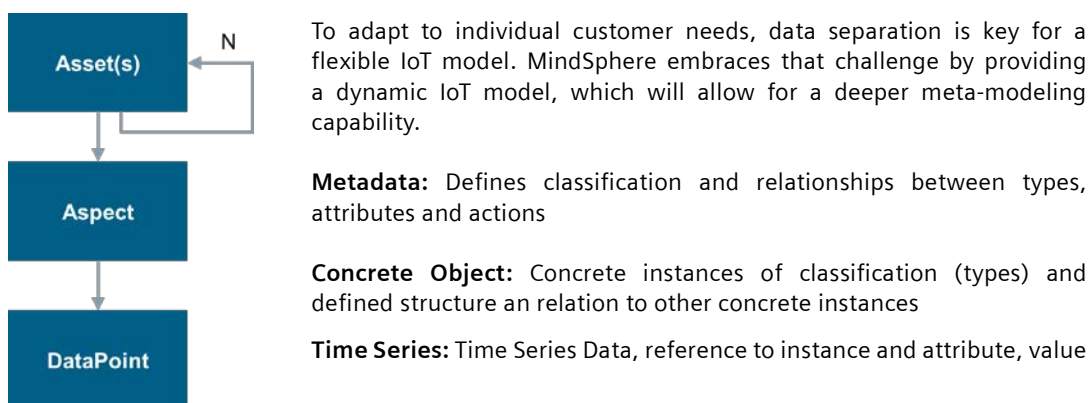 Asset(s)
N
Aspect
DataPoint
To adapt to individual customer needs, data separation is key for a
flexible IoT model. MindSphere embraces that challenge by providing
a dynamic IoT model, which will allow for a deeper meta-modeling
capability.
Metadata: Defines classification and relationships between types,
attributes and actions
Concrete Object: Concrete instances of classification (types) and
defined structure an relation to other concrete instances
Time Series: Time Series Data, reference to instance and attribute, value